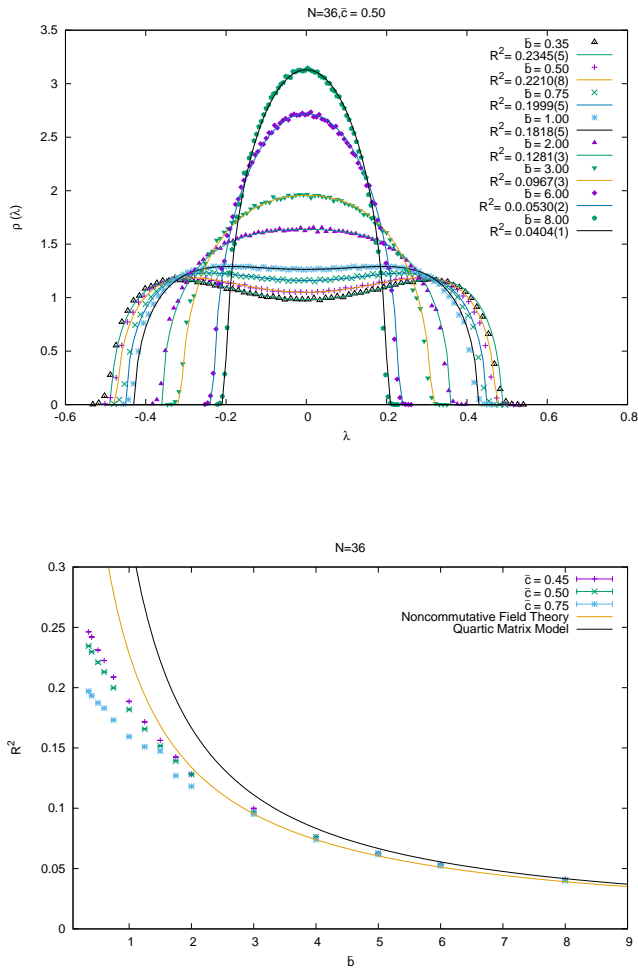 N=36,c̄ = 0.50
3.5
3
2.5
2
1.5
1
0.5
0
ρ (λ)
-0.6
-0.4
-0.2
0
0.2
0.4
0.6
0.8
λ
b̄ = 0.35
R²= 0.2345(5)
b̄ = 0.50
R²= 0.2210(8)
b̄ = 0.75
R²= 0.1999(5)
b̄ = 1.00
R²= 0.1818(5)
b̄ = 2.00
R²= 0.1281(3)
b̄ = 3.00
R²= 0.0967(3)
b̄ = 6.00
R²= 0.0530(2)
b̄ = 8.00
R²= 0.0404(1)
N=36
0.3
0.25
0.2
0.15
0.1
0.05
0
R²
1
2
3
4
5
6
7
8
9
b̄
c̄ = 0.45
c̄ = 0.50
c̄ = 0.75
Noncommutative Field Theory
Quartic Matrix Model